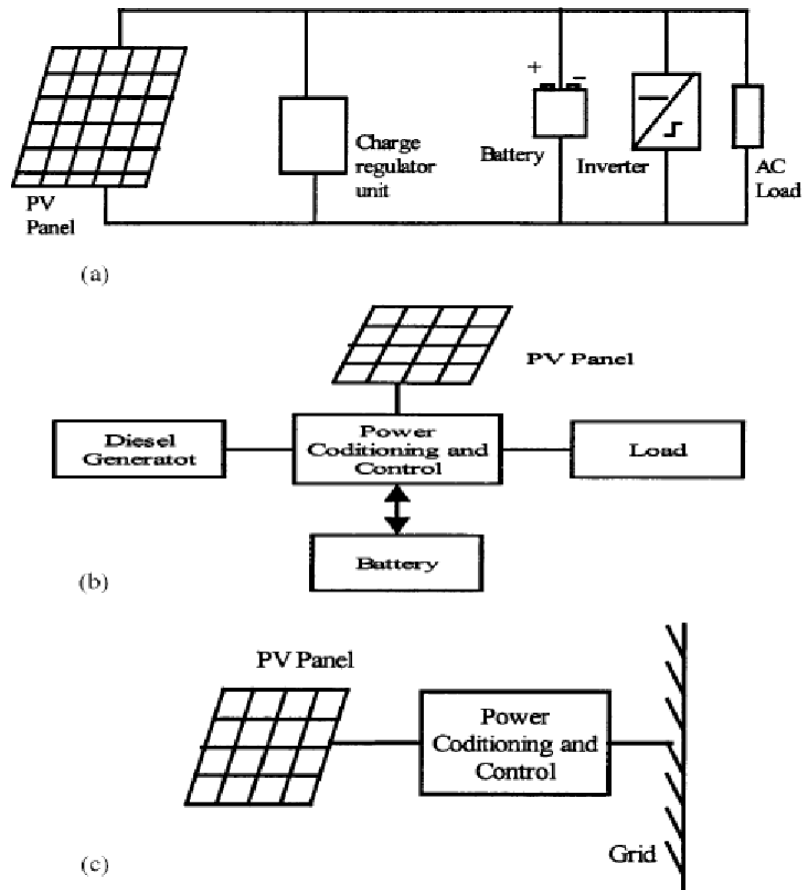 PV
Panel
Charge
regulator
unit
+
−
Battery
Inverter
AC
Load
(a)
PV Panel
Diesel
Generatot
Power
Coditioning and
Control
Load
Battery
(b)
PV Panel
Power
Coditioning and
Control
Grid
(c)